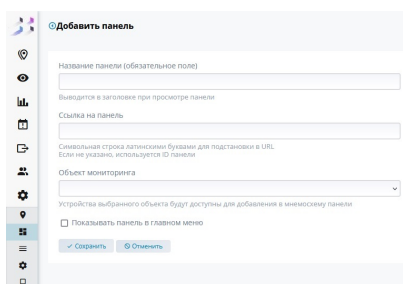 Добавить панель
Название панели (обязательное поле)
Выводится в заголовке при просмотре панели
Ссылка на панель
Символьная строка латинскими буквами для подстановки в URL
Если не указано, используется ID панели
Объект мониторинга
Устройства выбранного объекта будут доступны для добавления в мнемосхему панели
Показывать панель в главном меню
Сохранить
Отменить